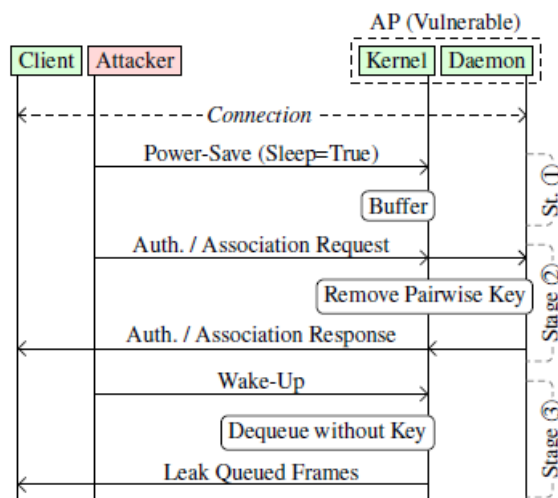 AP (Vulnerable)
Client Attacker Kernel Daemon
Connection
Power-Save (Sleep=True)
St. ①
Buffer
Auth. / Association Request
Stage ②
Remove Pairwise Key
Auth. / Association Response
Wake-Up
Stage ③
Dequeue without Key
Leak Queued Frames